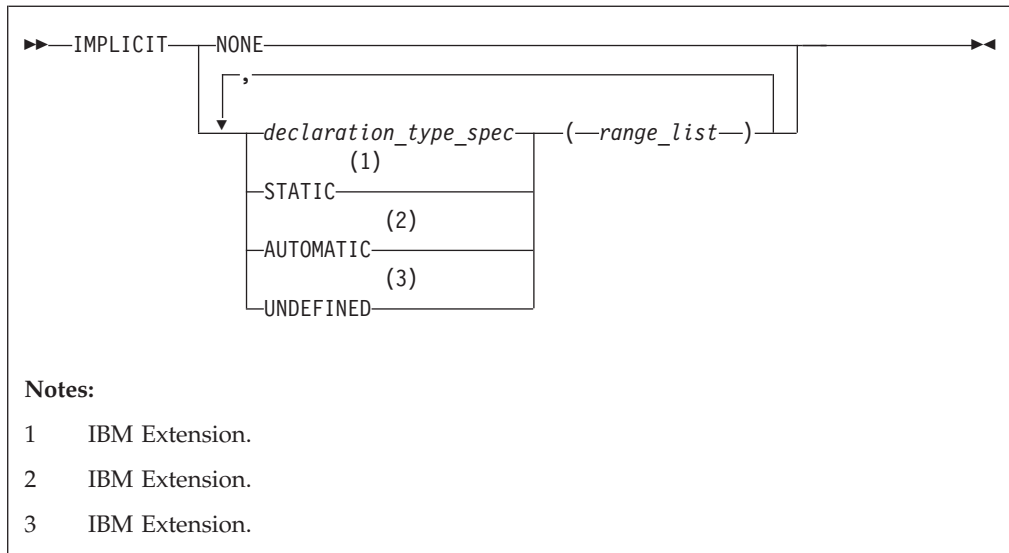 IMPLICIT NONE
,
declaration_type_spec ( range_list )
(1)
STATIC
(2)
AUTOMATIC
(3)
UNDEFINED
Notes:
1 IBM Extension.
2 IBM Extension.
3 IBM Extension.